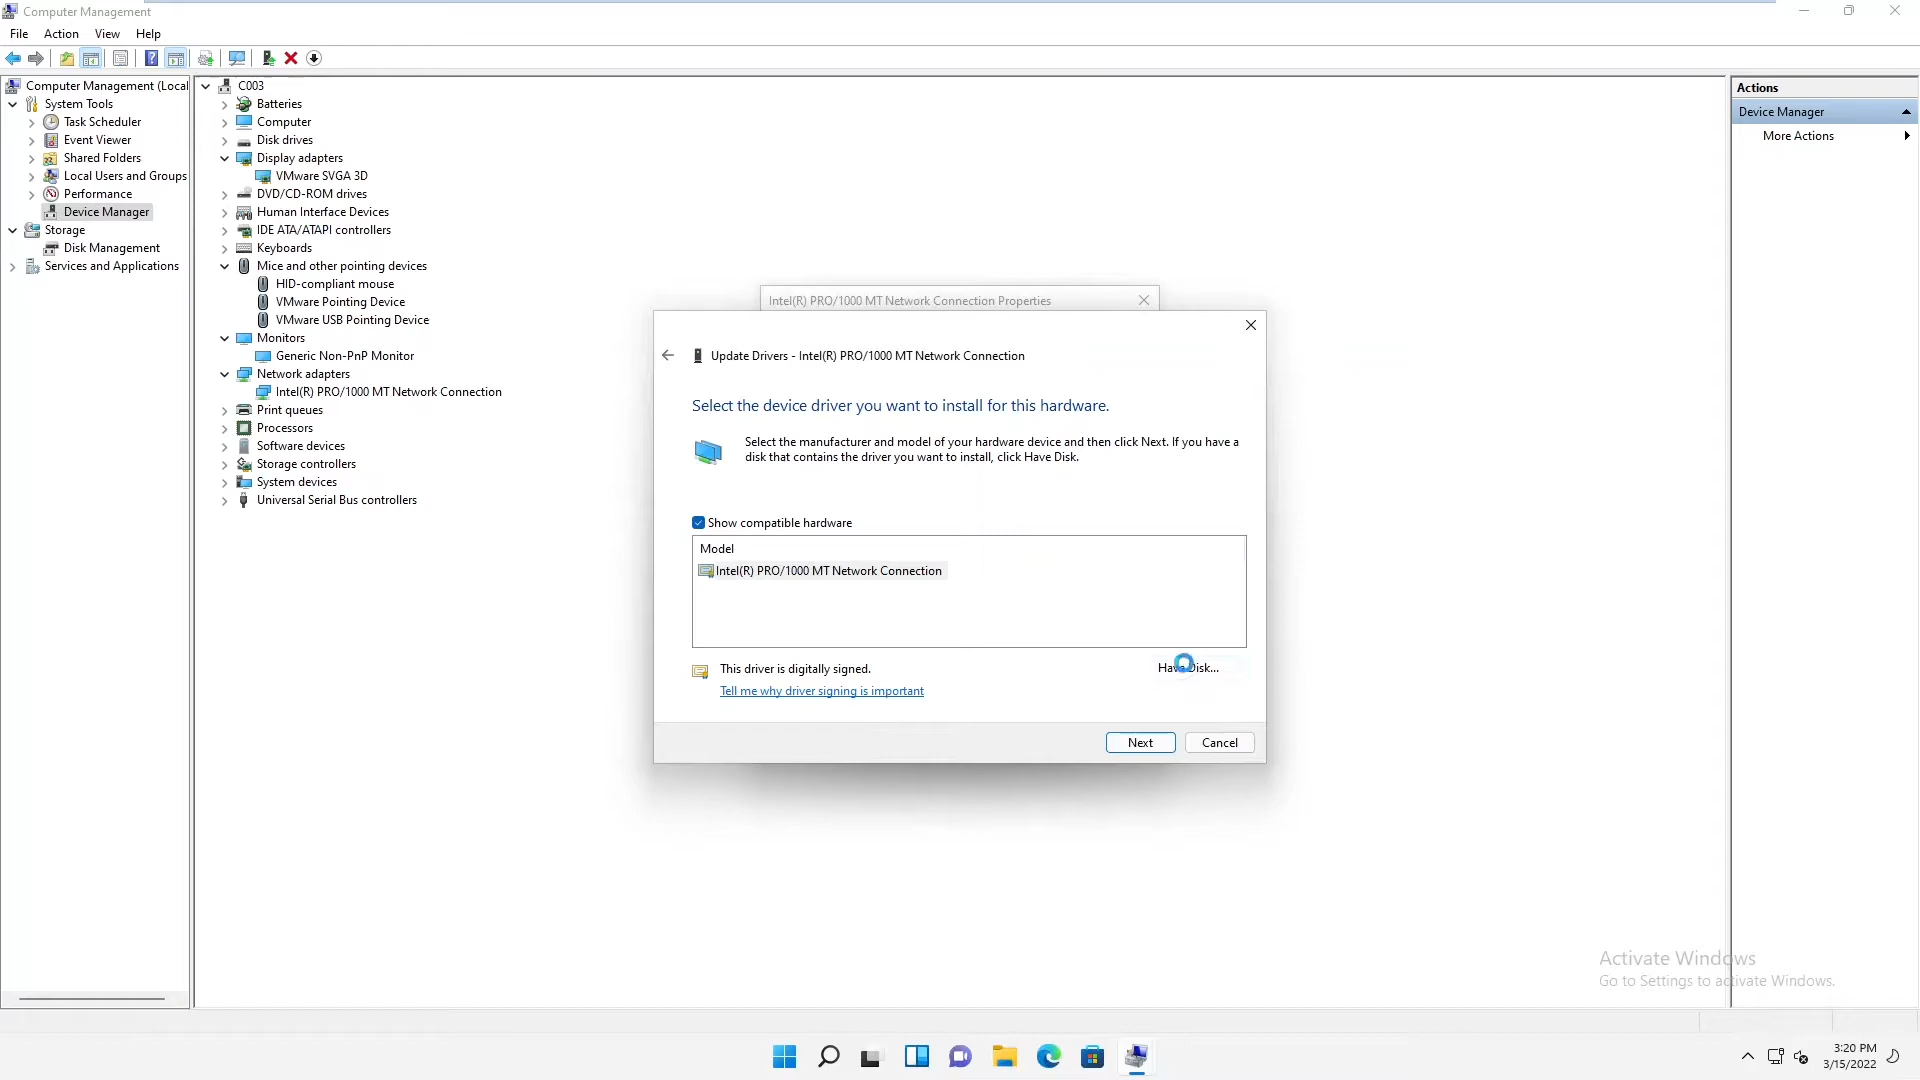 Computer Management
File Action View Help
Computer Management (Local
System Tools
Task Scheduler
Event Viewer
Shared Folders
Local Users and Groups
Performance
Device Manager
Storage
Disk Management
Services and Applications
C003
Batteries
Computer
Disk drives
Display adapters
VMware SVGA 3D
DVD/CD-ROM drives
Human Interface Devices
IDE ATA/ATAPI controllers
Keyboards
Mice and other pointing devices
HID-compliant mouse
VMware Pointing Device
VMware USB Pointing Device
Monitors
Generic Non-PnP Monitor
Network adapters
Intel(R) PRO/1000 MT Network Connection
Print queues
Processors
Software devices
Storage controllers
System devices
Universal Serial Bus controllers
Intel(R) PRO/1000 MT Network Connection Properties
Update Drivers - Intel(R) PRO/1000 MT Network Connection
Select the device driver you want to install for this hardware.
Select the manufacturer and model of your hardware device and then click Next. If you have a
disk that contains the driver you want to install, click Have Disk.
Show compatible hardware
Model
Intel(R) PRO/1000 MT Network Connection
This driver is digitally signed.
Have Disk...
Tell me why driver signing is important
Next Cancel
Actions
Device Manager
More Actions
Activate Windows
Go to Settings to activate Windows.
3:20 PM
3/15/2022